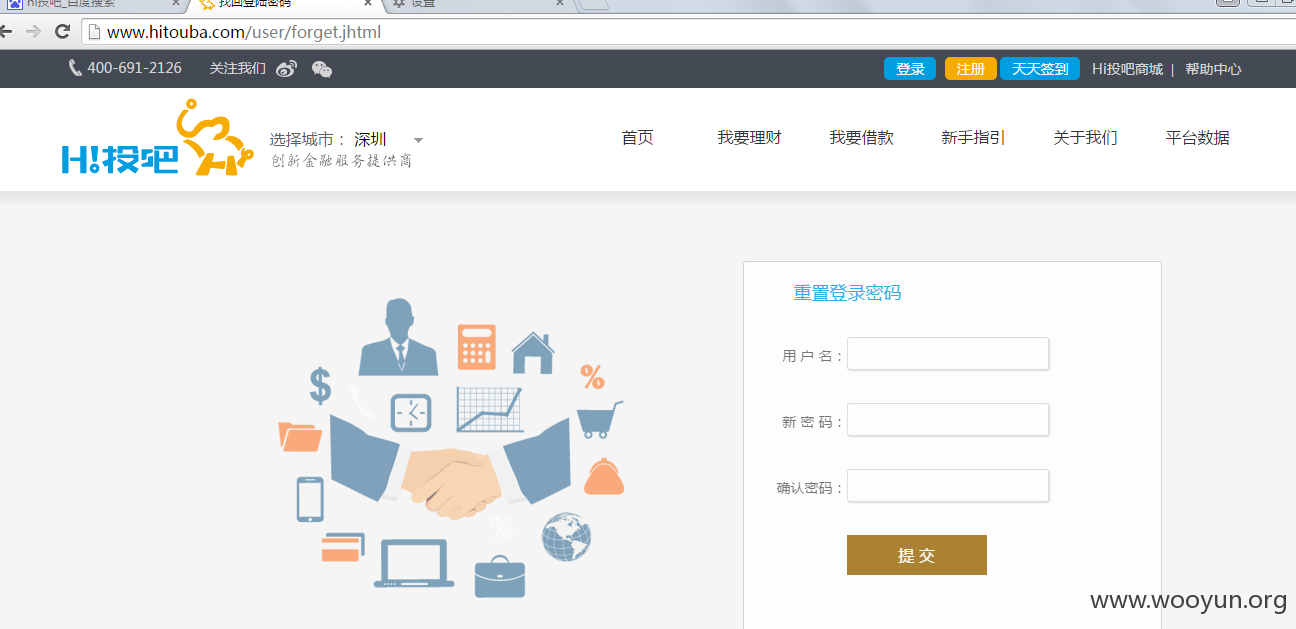 hi投吧_百度搜索 找回登陆密码 设置
www.hitouba.com/user/forget.jhtml
400-691-2126 关注我们 登录 注册 天天签到 Hi投吧商城 | 帮助中心
H!投吧 选择城市： 深圳 首页 我要理财 我要借款 新手指引 关于我们 平台数据
创新金融服务提供商
重置登录密码
用 户 名：
新 密 码：
确认密码：
提 交
www.wooyun.org